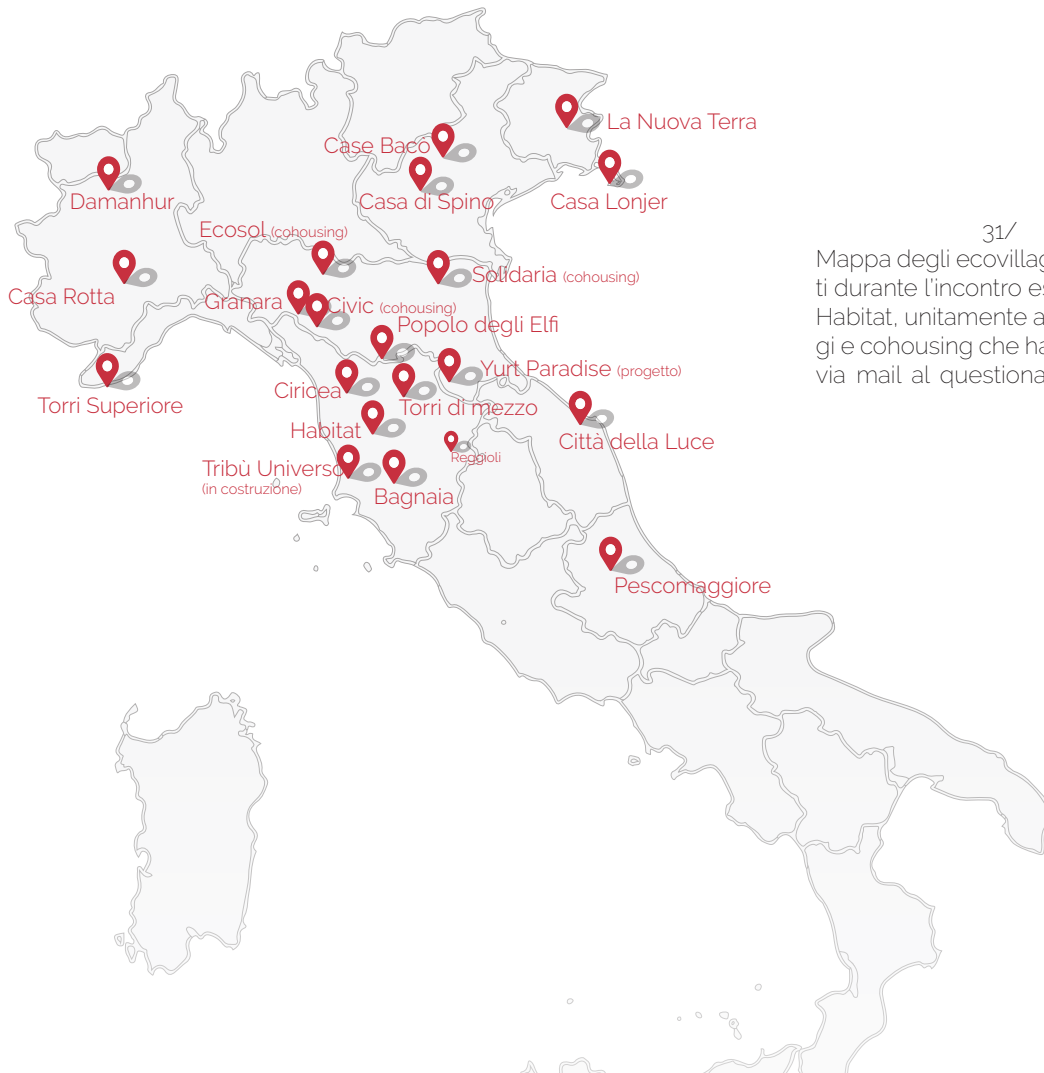 La Nuova Terra
Case Bacò
Damanhur
Casa di Spino
Casa Lonjer
Ecosol (cohousing)
31/
Mappa degli ecovillag
ti durante l'incontro es
Habitat, unitamente a
gi e cohousing che ha
via mail al questiona
Solidaria (cohousing)
Casa Rotta
Granara
Civic (cohousing)
Popolo degli Elfi
Yurt Paradise (progetto)
Ciricea
Torri Superiore
Torri di mezzo
Habitat
Città della Luce
Reggioli
Tribù Universo
(in costruzione)
Bagnaia
Pescomaggiore